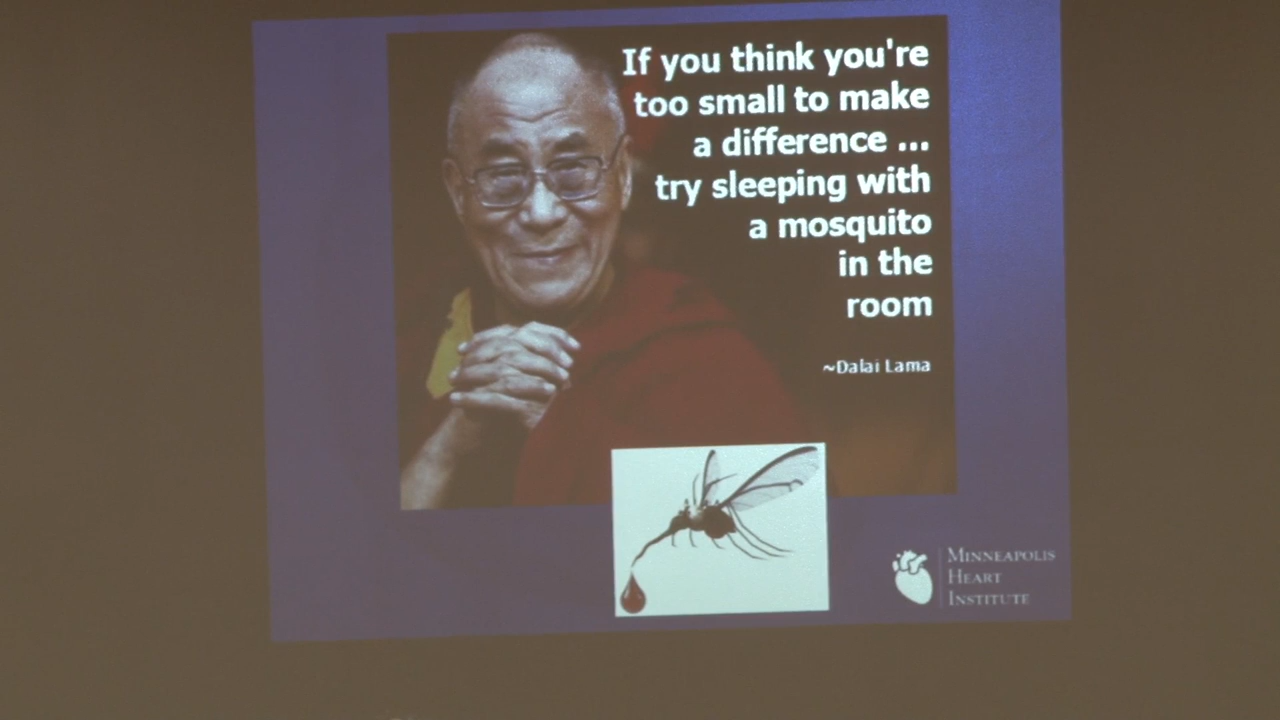 If you think you're
too small to make
a difference ...
try sleeping with
a mosquito
in the
room
~Dalai Lama
MINNEAPOLIS
HEART
INSTITUTE